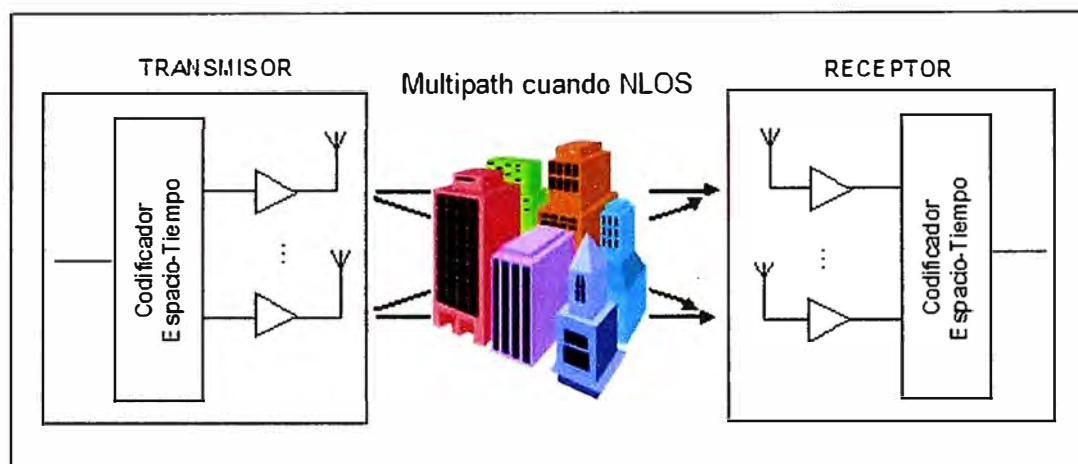 TRANSMISOR
Multipath cuando NLOS
RECEPTOR
Codificador
Espacio-Tiempo
Codificador
Espacio-Tiempo